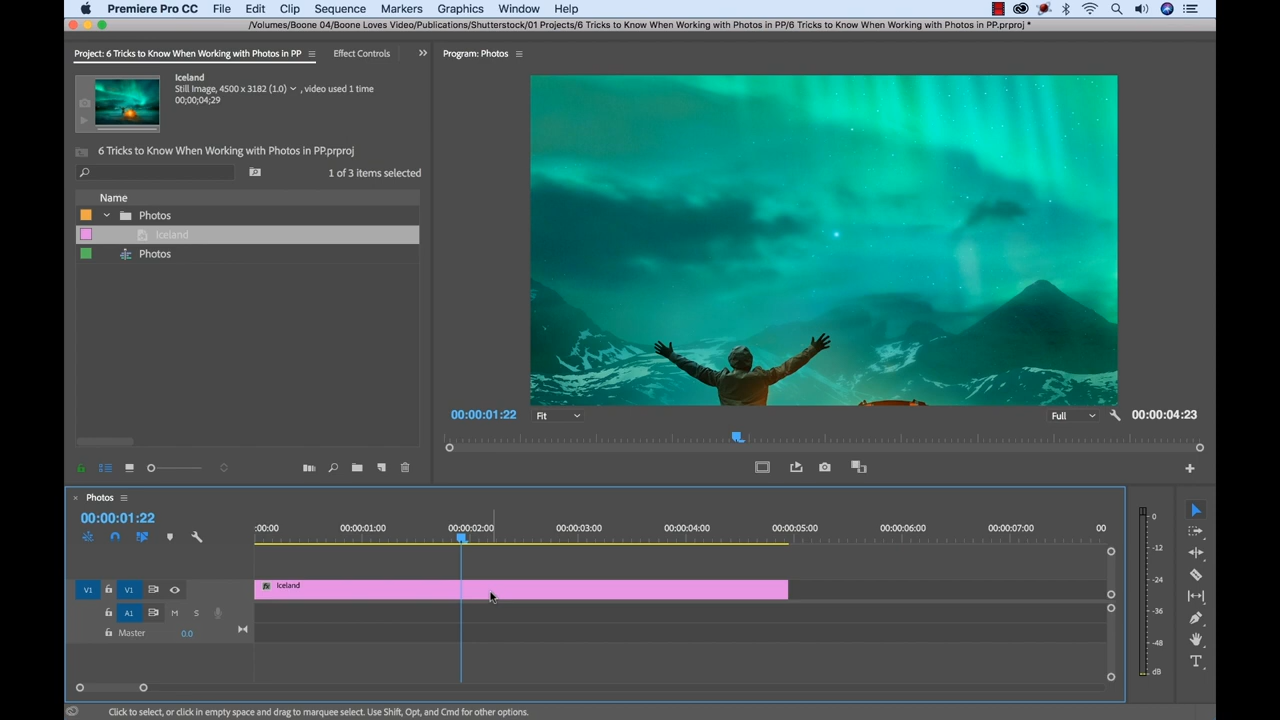 Premiere Pro CC File Edit Clip Sequence Markers Graphics Window Help
/Volumes/Boone 04/Boone Loves Video/Publications/Shutterstock/01 Projects/6 Tricks to Know When Working with Photos in PP/6 Tricks to Know When Working with Photos in PP.prproj *
Project: 6 Tricks to Know When Working with Photos in PP Effect Controls
Program: Photos
Iceland
Still Image, 4500 x 3182 (1.0) , video used 1 time
00;00;04;29
6 Tricks to Know When Working with Photos in PP.prproj
1 of 3 items selected
Name
Photos
Iceland
Photos
00:00:01:22 Fit Full 00:00:04:23
Photos
00:00:01:22
:00:00 00:00:01:00 00:00:02:00 00:00:03:00 00:00:04:00 00:00:05:00 00:00:06:00 00:00:07:00 00
V1 V1 Iceland
A1 M S
Master 0.0
0
-12
-24
-36
-48
dB
Click to select, or click in empty space and drag to marquee select. Use Shift, Opt, and Cmd for other options.